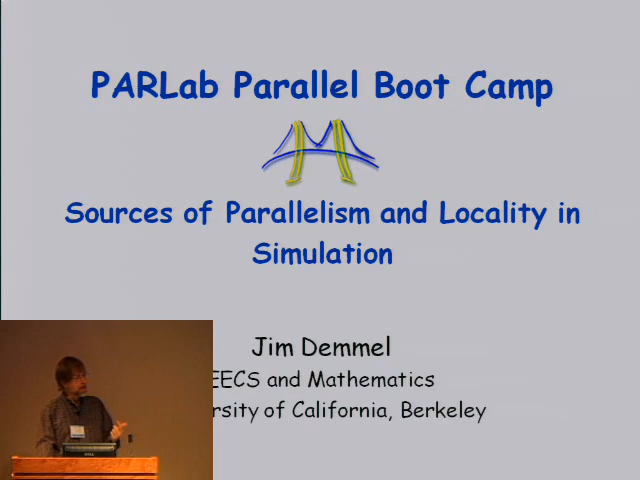 PARLab Parallel Boot Camp
Sources of Parallelism and Locality in
Simulation
Jim Demmel
EECS and Mathematics
rsity of California, Berkeley
DELL